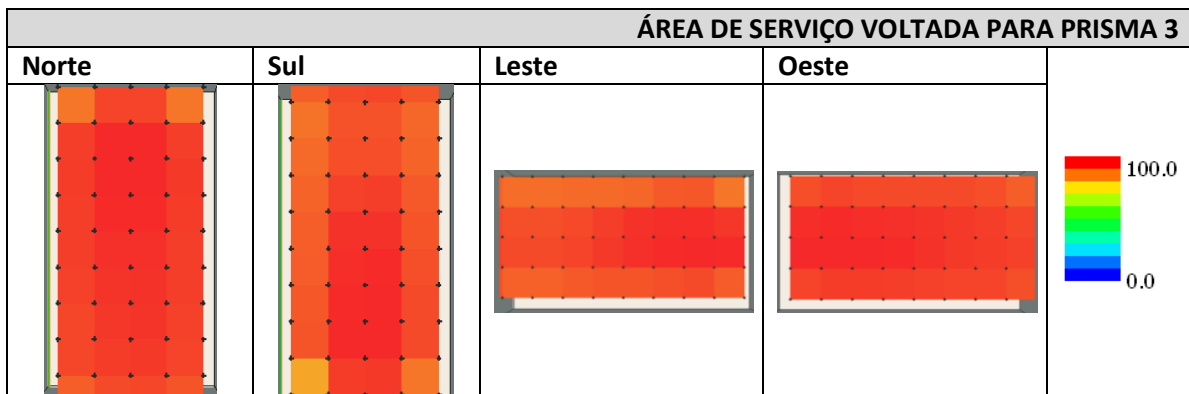 ÁREA DE SERVIÇO VOLTADA PARA PRISMA 3
Norte Sul Leste Oeste
100.0
0.0